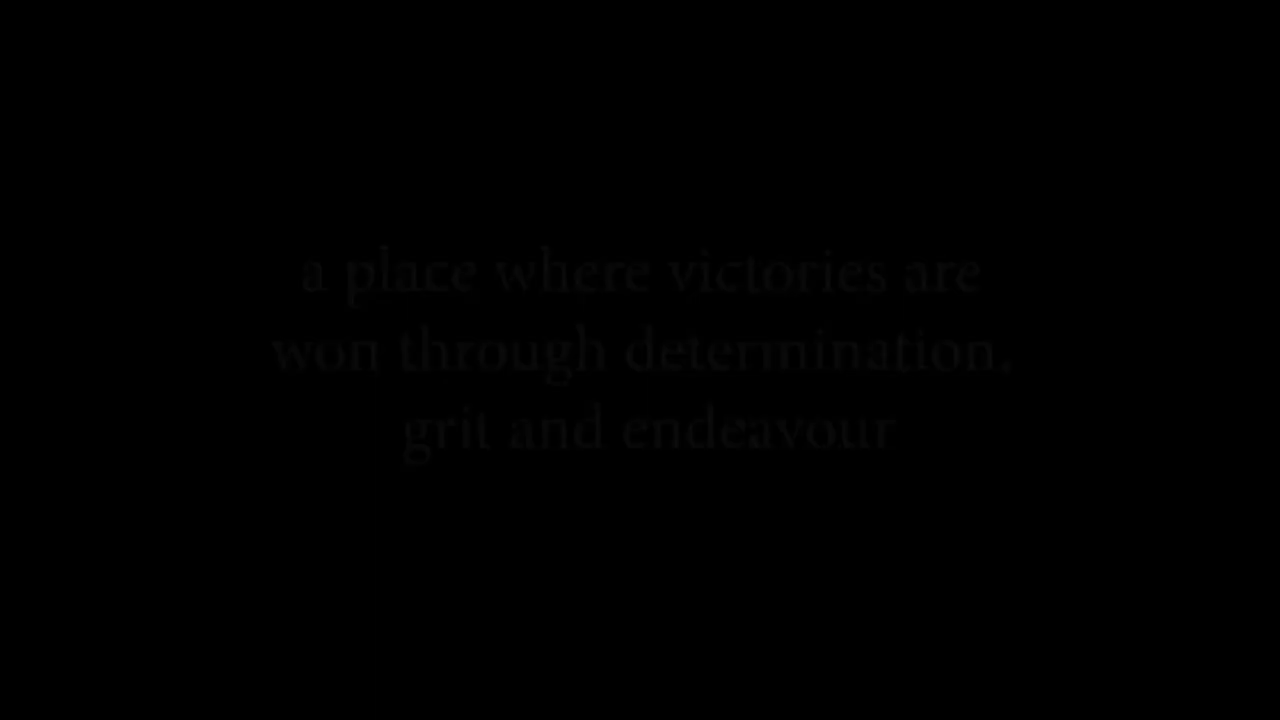 a place where victories are
won through determination,
grit and endeavour